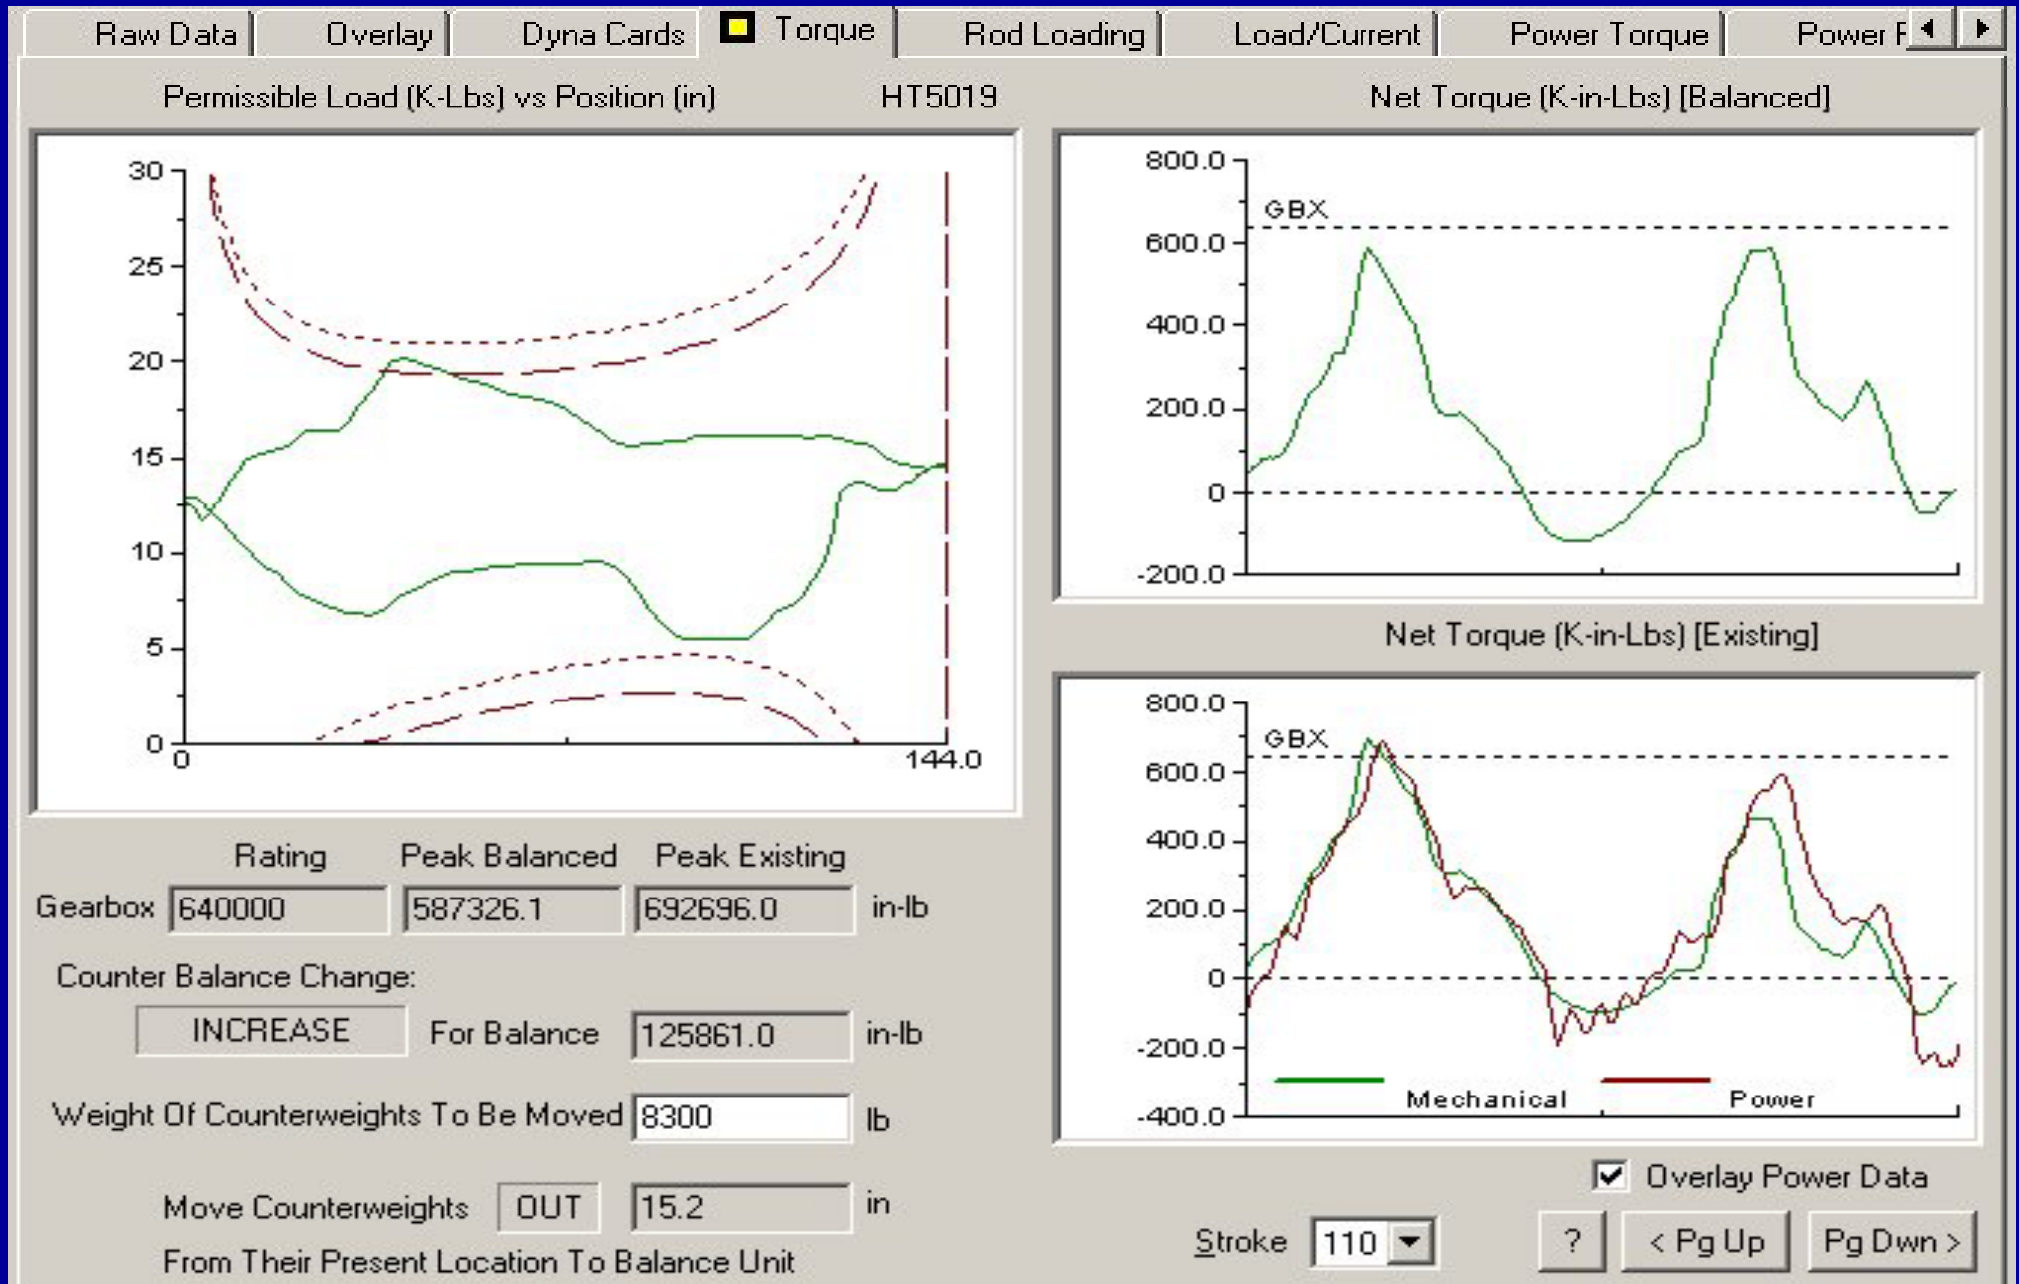 Raw Data Overlay Dyna Cards Torque Rod Loading Load/Current Power Torque Power F
Permissible Load (K-Lbs) vs Position (in) HT5019
30
25
20
15
10
5
0
0 144.0
Net Torque (K-in-Lbs) [Balanced]
800.0
GBX
600.0
400.0
200.0
0
-200.0
Net Torque (K-in-Lbs) [Existing]
800.0
GBX
600.0
400.0
200.0
0
-200.0
-400.0
Mechanical Power
Rating Peak Balanced Peak Existing
Gearbox 640000 587326.1 692696.0 in-lb
Counter Balance Change:
INCREASE For Balance 125861.0 in-lb
Weight Of Counterweights To Be Moved 8300 lb
Move Counterweights OUT 15.2 in
From Their Present Location To Balance Unit
Overlay Power Data
Stroke 110 ? < Pg Up Pg Dwn >